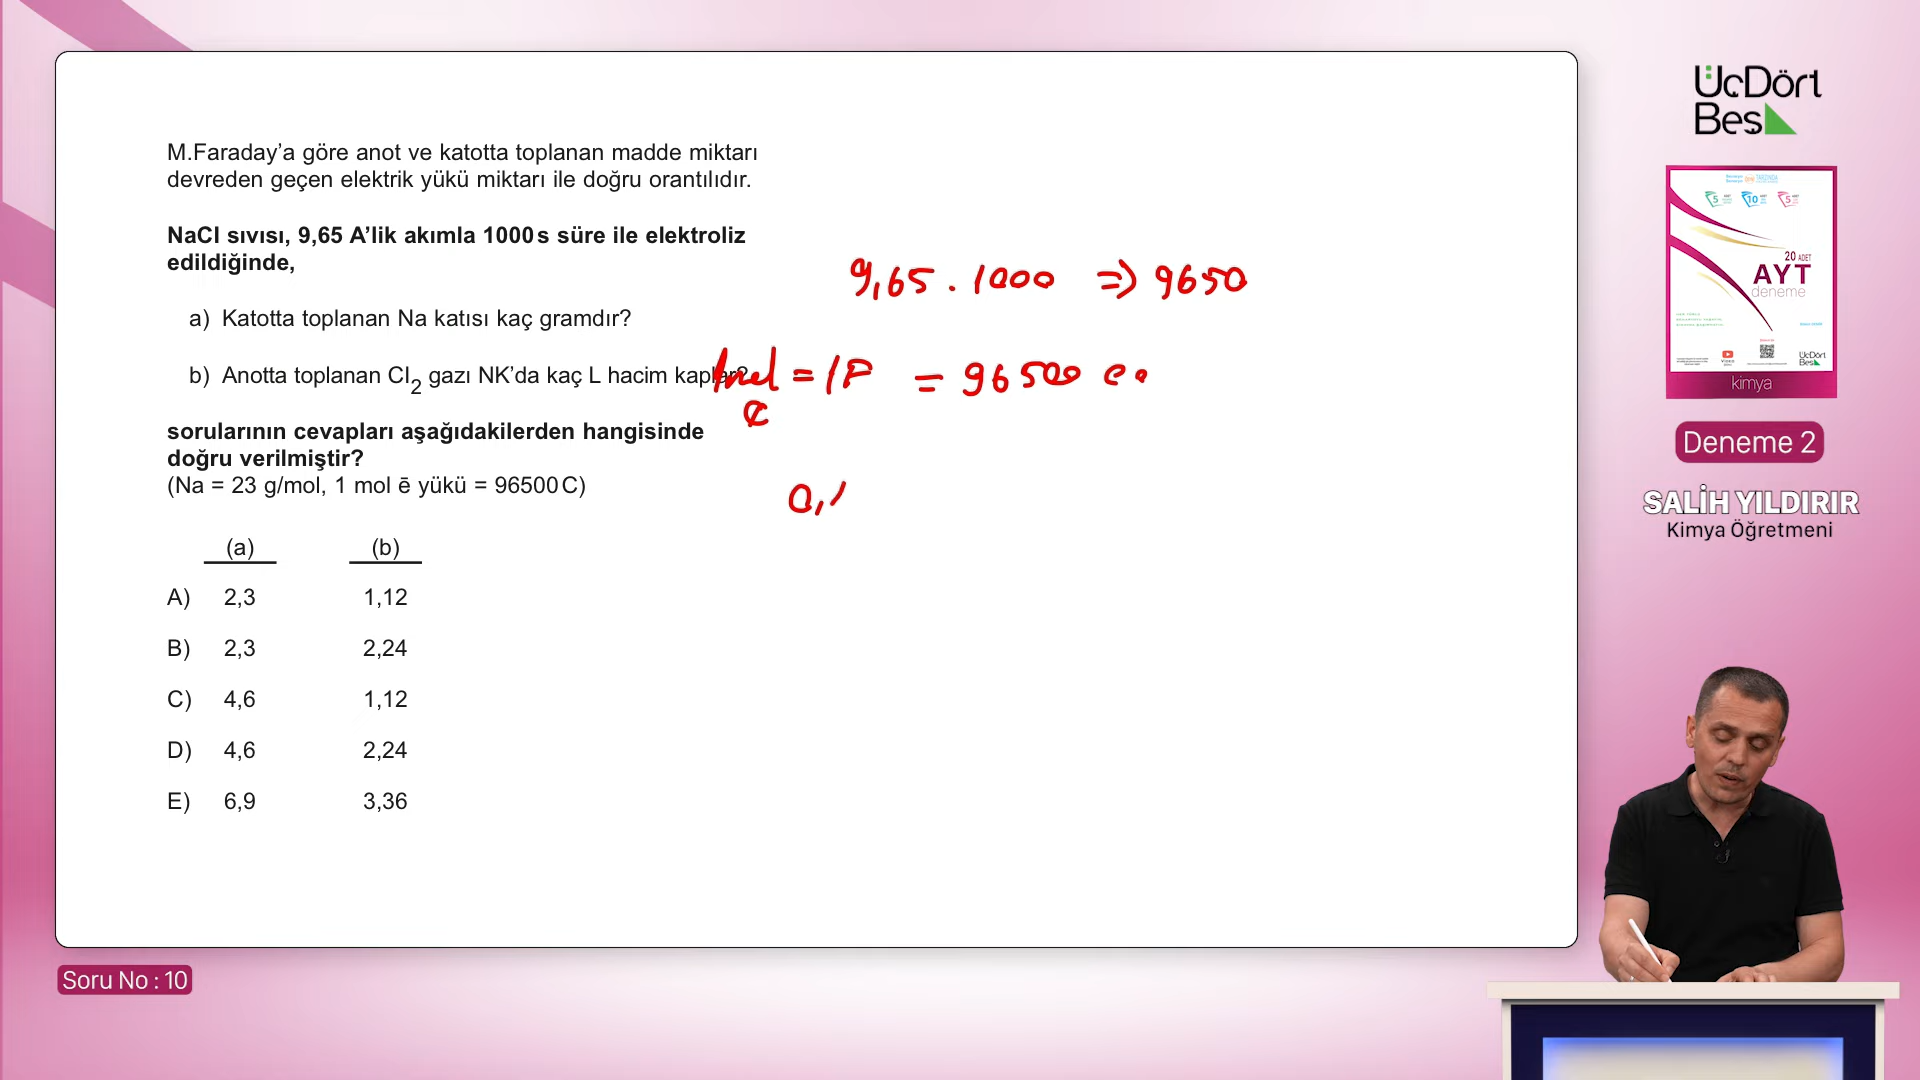 M.Faraday’a göre anot ve katotta toplanan madde miktarı
devreden geçen elektrik yükü miktarı ile doğru orantılıdır.
NaCl sıvısı, 9,65 A’lik akımla 1000 s süre ile elektroliz
edildiğinde,
a) Katotta toplanan Na katısı kaç gramdır?
b) Anotta toplanan Cl2 gazı NK’da kaç L hacim kaplar?
sorularının cevapları aşağıdakilerden hangisinde
doğru verilmiştir?
(Na = 23 g/mol, 1 mol ē yükü = 96500 C)
(a) (b)
A) 2,3 1,12
B) 2,3 2,24
C) 4,6 1,12
D) 4,6 2,24
E) 6,9 3,36
9,65 . 1000 => 9650
1 mol = 1F = 96500 c
0,1
ÜçDört
Beş
20 ADET
AYT
deneme
ÜçDört
Beş
kimya
Deneme 2
SALİH YILDIRIR
Kimya Öğretmeni
Soru No : 10